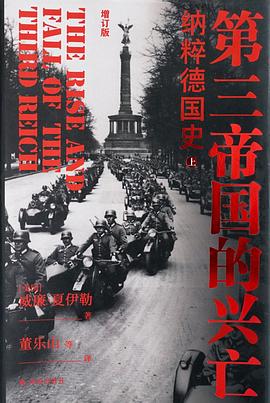 第三帝国的兴亡
纳粹德国史 上
增订版
THE RISE AND
FALL OF THE
THIRD REICH
威廉·夏伊勒
著
董乐山 等
译